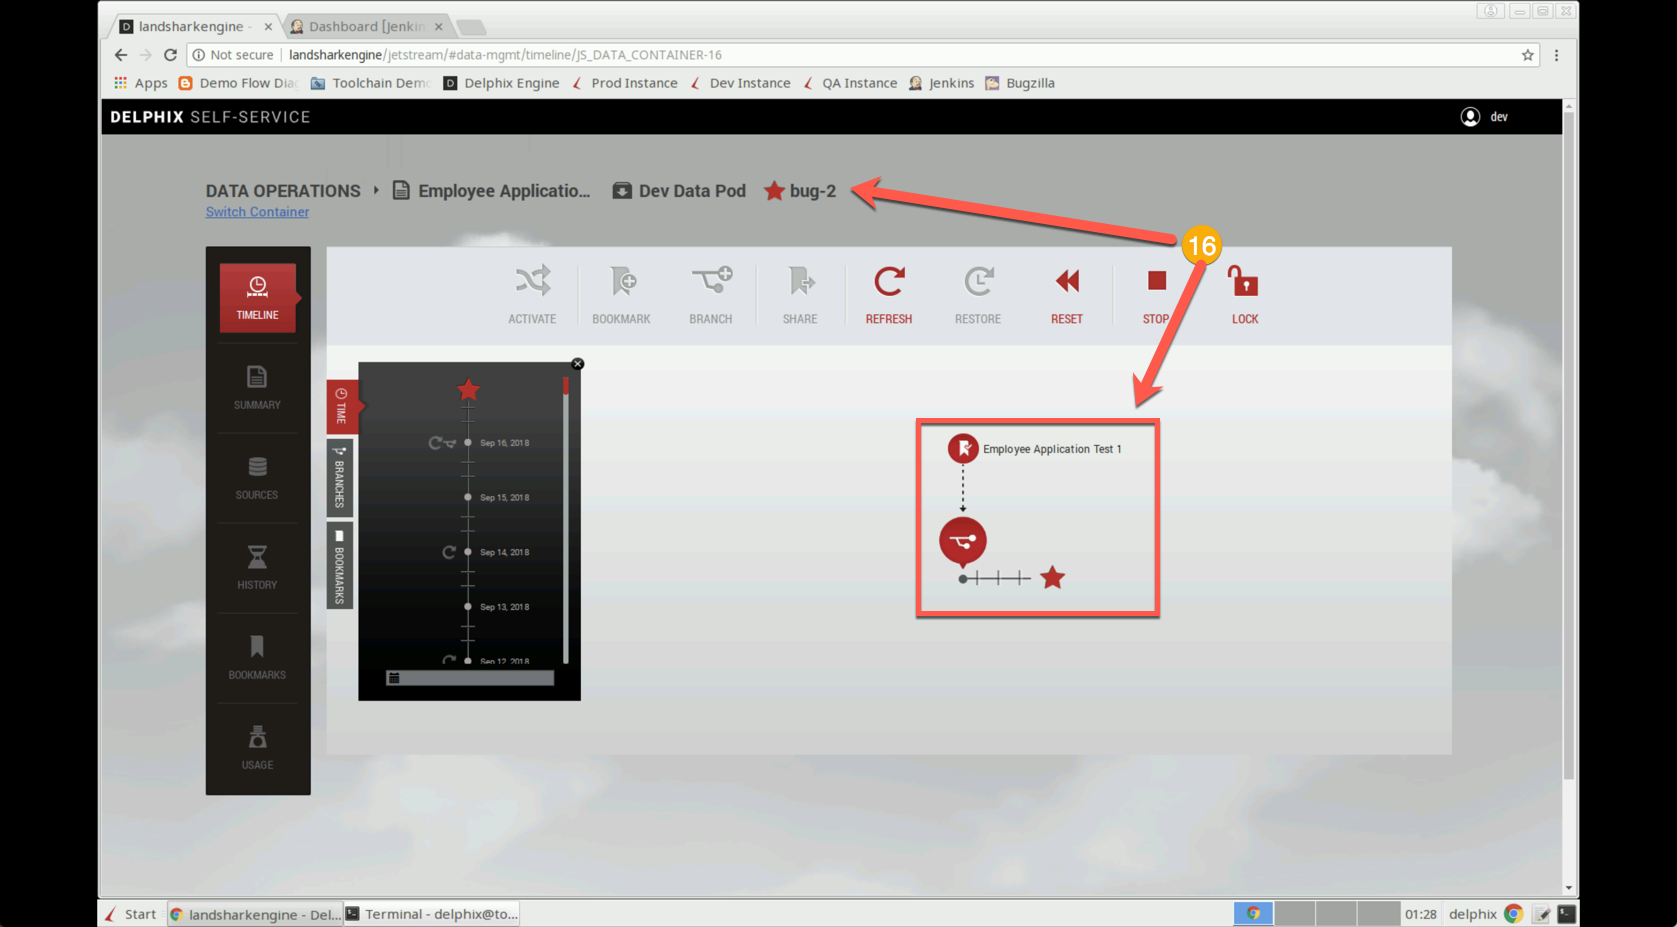 landsharkengine -
Dashboard [Jenkin
Not secure landsharkengine/jetstream/#data-mgmt/timeline/JS_DATA_CONTAINER-16
Apps Demo Flow Dia Toolchain Demo Delphix Engine Prod Instance Dev Instance QA Instance Jenkins Bugzilla
DELPHIX SELF-SERVICE
dev
DATA OPERATIONS Employee Applicatio... Dev Data Pod bug-2
Switch Container
16
TIMELINE
SUMMARY
SOURCES
HISTORY
BOOKMARKS
USAGE
ACTIVATE BOOKMARK BRANCH SHARE REFRESH RESTORE RESET STOP LOCK
TIME
BRANCHES
BOOKMARKS
Sep 16, 2018
Sep 15, 2018
Sep 14, 2018
Sep 13, 2018
Sep 12, 2018
Employee Application Test 1
Start landsharkengine - Del... Terminal - delphix@to... 01:28 delphix